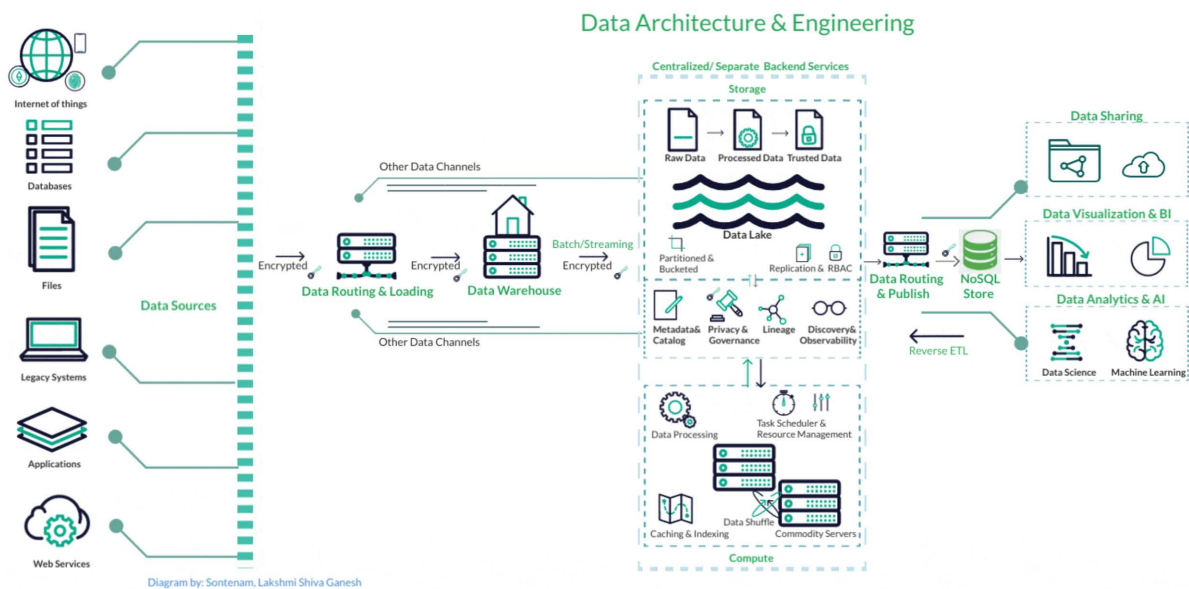 Data Architecture & Engineering
Internet of things
Databases
Files
Legacy Systems
Applications
Web Services
Data Sources
Encrypted
Data Routing & Loading
Other Data Channels
Other Data Channels
Encrypted
Data Warehouse
Batch/Streaming
Encrypted
Centralized/ Separate Backend Services
Storage
Raw Data
Processed Data
Trusted Data
Data Lake
Partitioned &
Bucketed
Replication & RBAC
Metadata&
Catalog
Privacy &
Governance
Lineage
Discovery&
Observability
Data Processing
Task Scheduler &
Resource Management
Caching & Indexing
Data Shuffle
Commodity Servers
Compute
Data Routing
& Publish
NoSQL
Store
Reverse ETL
Data Sharing
Data Visualization & BI
Data Analytics & AI
Data Science
Machine Learning
Diagram by: Sontenam, Lakshmi Shiva Ganesh